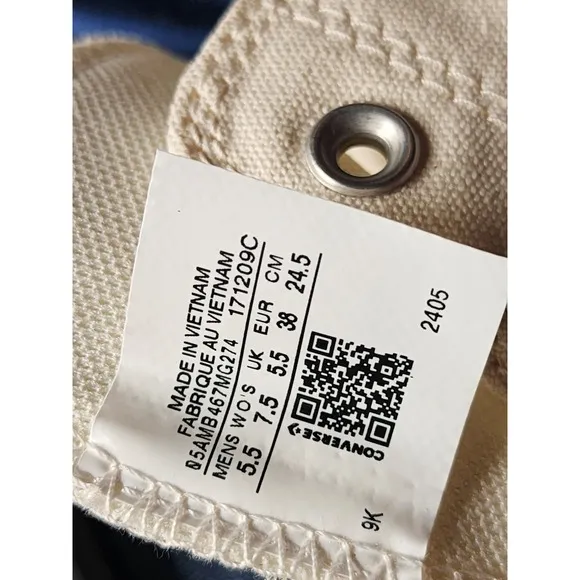 MADE IN VIETNAM
FABRIQUE AU VIETNAM
05AMB467MG274 171209C
MENS WO'S UK EUR CM
5.5 7.5 5.5 38 24.5
CONVERSE
2405
9K